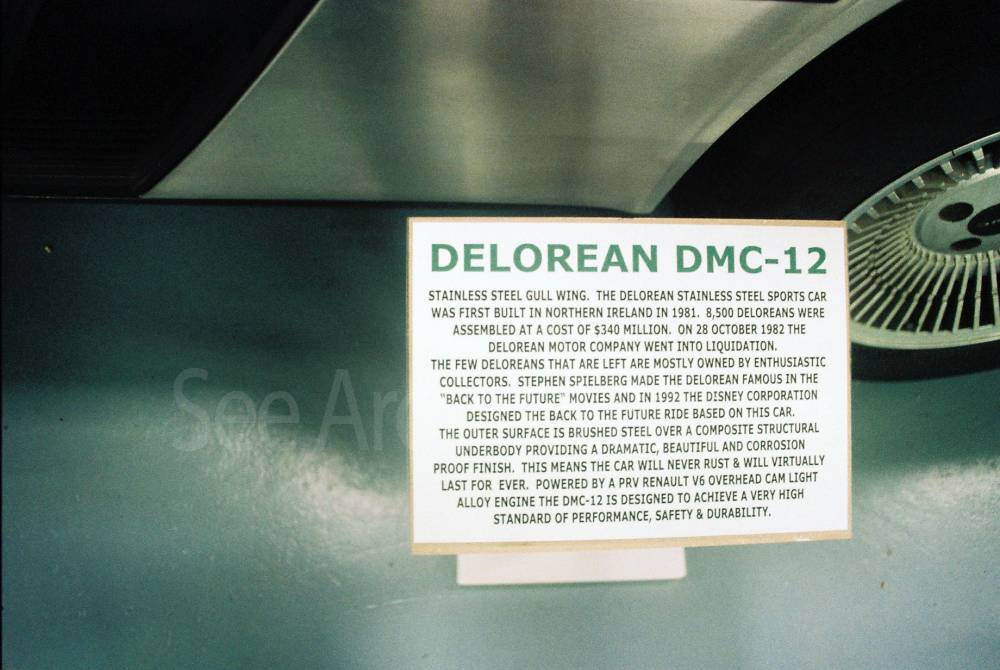 DELOREAN DMC-12
STAINLESS STEEL GULL WING. THE DELOREAN STAINLESS STEEL SPORTS CAR
WAS FIRST BUILT IN NORTHERN IRELAND IN 1981. 8,500 DELOREANS WERE
ASSEMBLED AT A COST OF $340 MILLION. ON 28 OCTOBER 1982 THE
DELOREAN MOTOR COMPANY WENT INTO LIQUIDATION.
THE FEW DELOREANS THAT ARE LEFT ARE MOSTLY OWNED BY ENTHUSIASTIC
COLLECTORS. STEPHEN SPIELBERG MADE THE DELOREAN FAMOUS IN THE
"BACK TO THE FUTURE" MOVIES AND IN 1992 THE DISNEY CORPORATION
DESIGNED THE BACK TO THE FUTURE RIDE BASED ON THIS CAR.
THE OUTER SURFACE IS BRUSHED STEEL OVER A COMPOSITE STRUCTURAL
UNDERBODY PROVIDING A DRAMATIC, BEAUTIFUL AND CORROSION
PROOF FINISH. THIS MEANS THE CAR WILL NEVER RUST & WILL VIRTUALLY
LAST FOR EVER. POWERED BY A PRV RENAULT V6 OVERHEAD CAM LIGHT
ALLOY ENGINE THE DMC-12 IS DESIGNED TO ACHIEVE A VERY HIGH
STANDARD OF PERFORMANCE, SAFETY & DURABILITY.
See